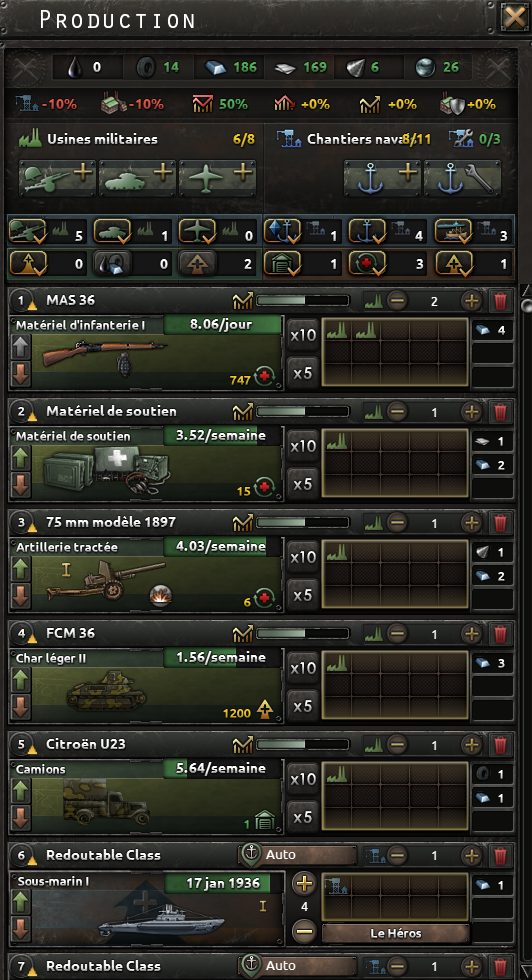 PRODUCTION
0 14 186 169 6 26
-10% -10% 50% +0% +0% +0%
Usines militaires 6/8 Chantiers nava 8/11 0/3
5 1 0 1 4 3
0 0 2 1 3 1
1 MAS 36 2
Matériel d'infanterie I 8.06/jour x10 4
747 x5
2 Matériel de soutien 1
Matériel de soutien 3.52/semaine x10 1
2
15 x5
3 75 mm modèle 1897 1
Artillerie tractée 4.03/semaine x10 1
I 2
6 x5
4 FCM 36 1
Char léger II 1.56/semaine x10 3
1200 x5
5 Citroën U23 1
Camions 5.64/semaine x10 1
1
1 x5
6 Redoutable Class Auto 1
Sous-marin I 17 jan 1936 1
I 4
Le Héros
7 Redoutable Class Auto 1